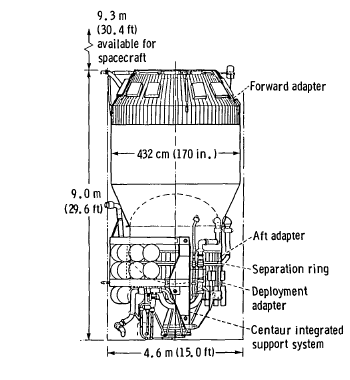 9.3 m
(30.4 ft)
available for
spacecraft
Forward adapter
432 cm (170 in.)
9.0 m
(29.6 ft)
Aft adapter
Separation ring
Deployment
adapter
Centaur integrated
support system
4.6 m (15.0 ft)